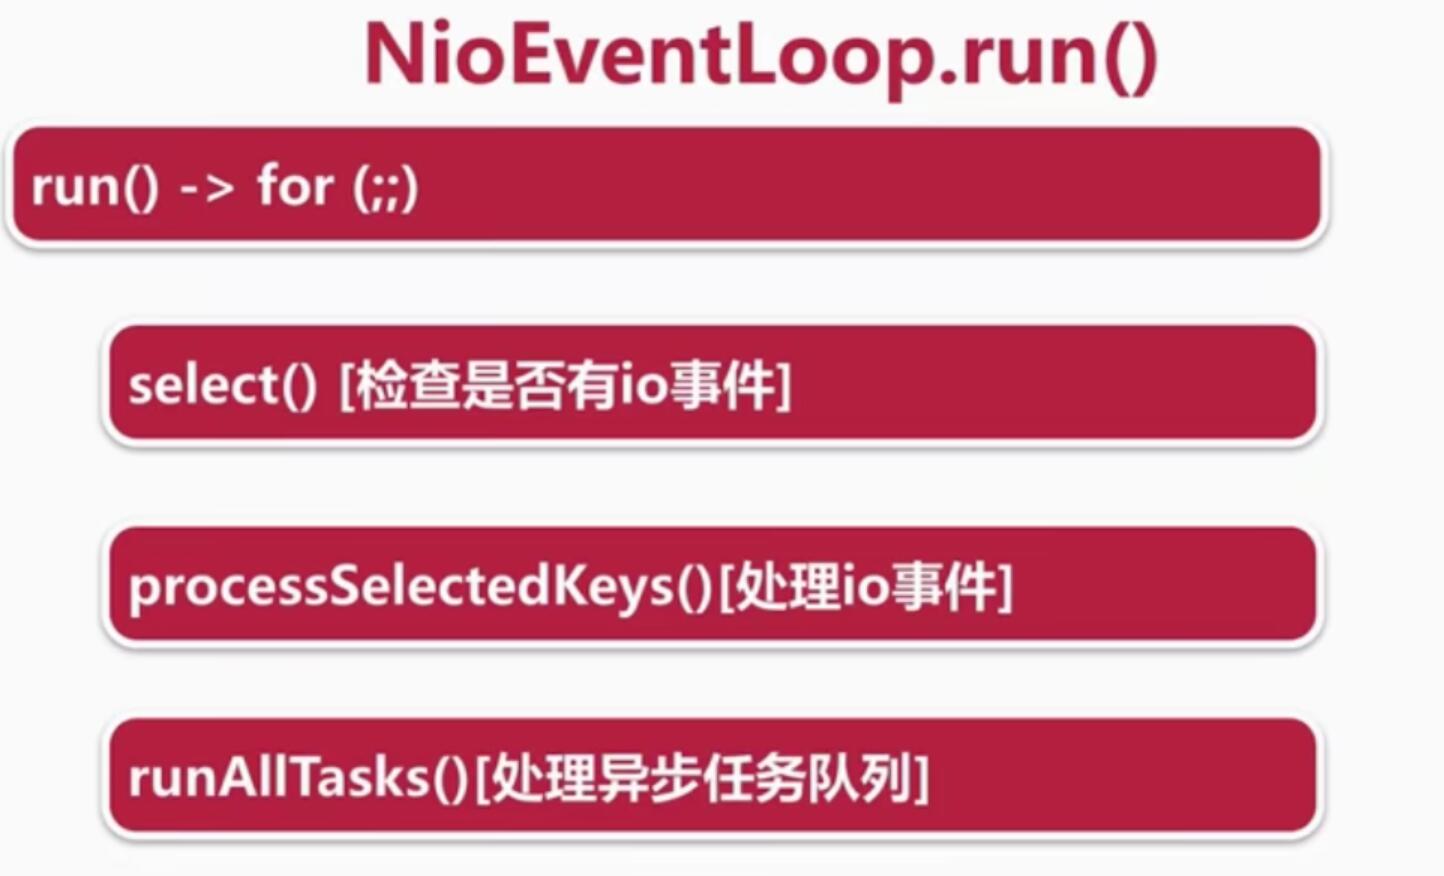 NioEventLoop.run()
run() -> for (;;)
select() [检查是否有io事件]
processSelectedKeys()[处理io事件]
runAllTasks()[处理异步任务队列]